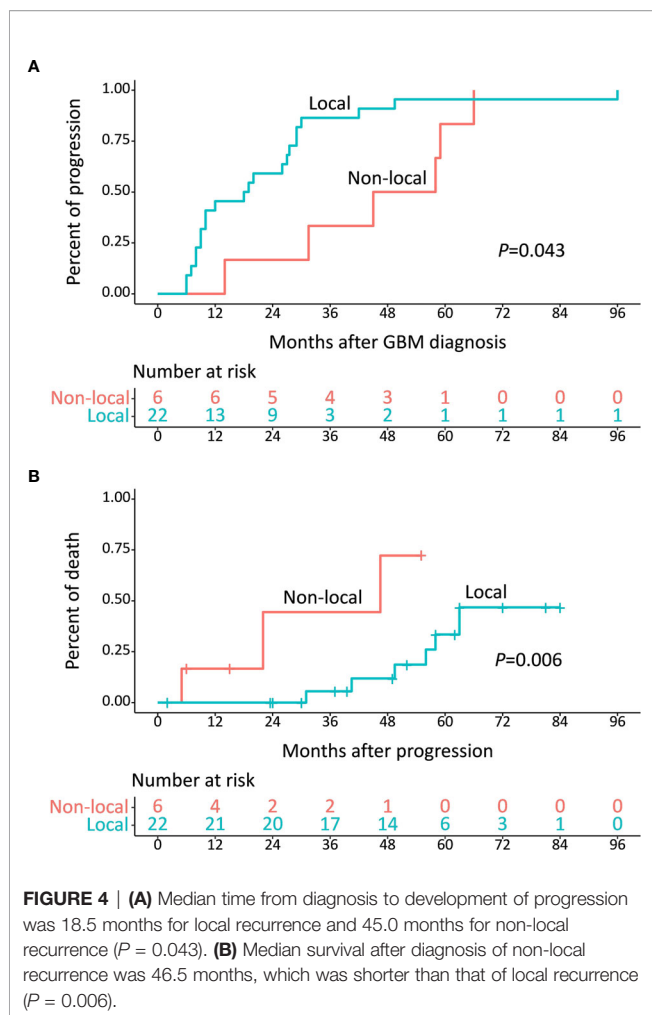 A
1.00
0.75
0.50
0.25
0.00
Percent of progression
Local
Non-local
P=0.043
0 12 24 36 48 60 72 84 96
Months after GBM diagnosis
Number at risk
Non-local 6 6 5 4 3 1 0 0 0
Local 22 13 9 3 2 1 1 1 1
0 12 24 36 48 60 72 84 96
B
1.00
0.75
0.50
0.25
0.00
Percent of death
Non-local
Local
P=0.006
0 12 24 36 48 60 72 84 96
Months after progression
Number at risk
Non-local 6 4 2 2 1 0 0 0 0
Local 22 21 20 17 14 6 3 1 0
0 12 24 36 48 60 72 84 96
FIGURE 4 | (A) Median time from diagnosis to development of progression
was 18.5 months for local recurrence and 45.0 months for non-local
recurrence (P = 0.043). (B) Median survival after diagnosis of non-local
recurrence was 46.5 months, which was shorter than that of local recurrence
(P = 0.006).